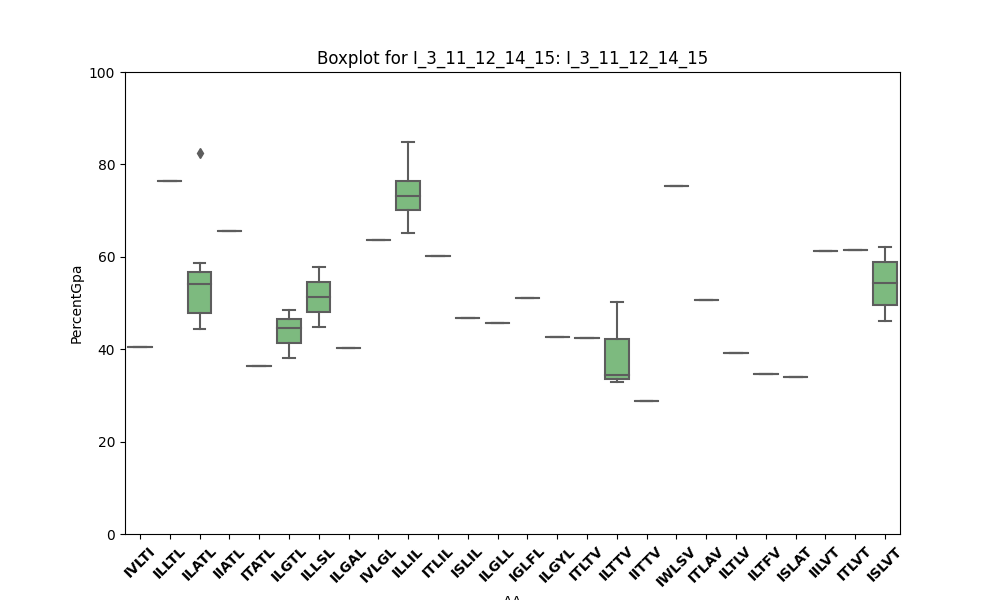 Boxplot for I_3_11_12_14_15: I_3_11_12_14_15
100
80
60
40
20
0
PercentGpa
IVLTI ILLTL ILATL IIATL ITATL ILGTL ILLSL ILGAL IVLGL ILLIL ITLIL ISLIL ILGLL IGLFL ILGYL ITLTV ILTTV IITTV IWLSV ITLAV ILTLV ILTFV ISLAT IILVT ITLVT ISLVT
AA